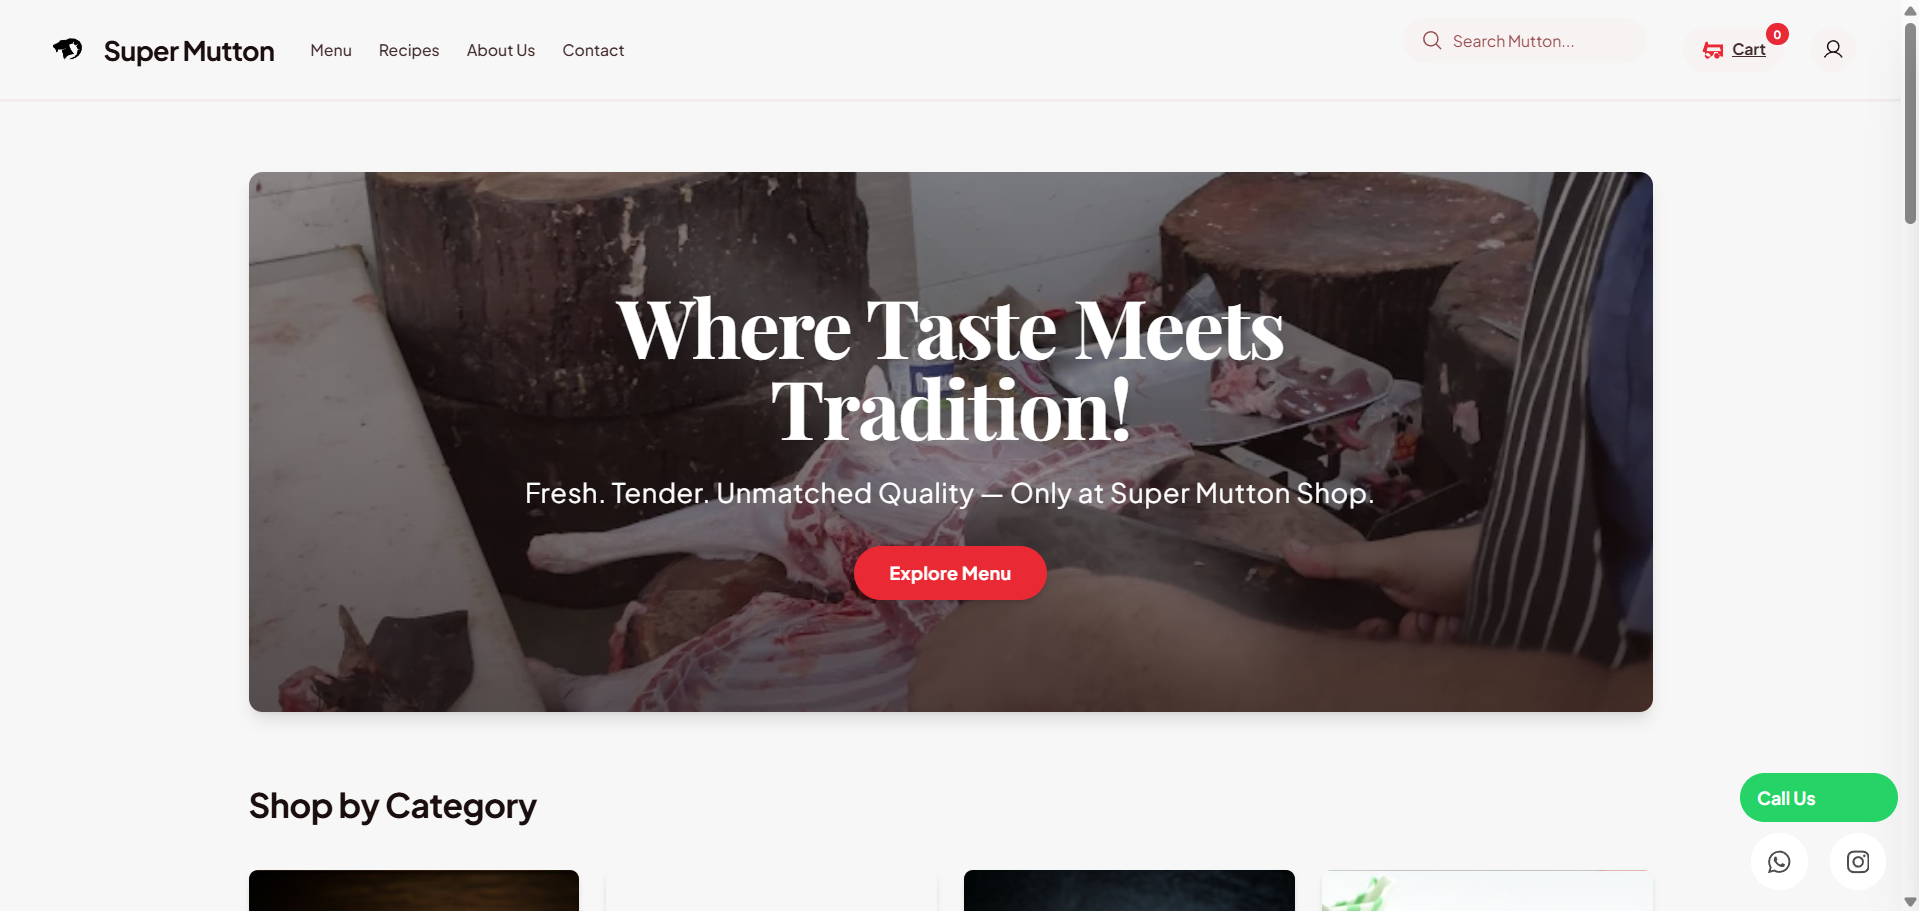 Super Mutton
Menu
Recipes
About Us
Contact
Search Mutton...
Cart
0
Where Taste Meets
Tradition!
Fresh. Tender. Unmatched Quality — Only at Super Mutton Shop.
Explore Menu
Shop by Category
Call Us